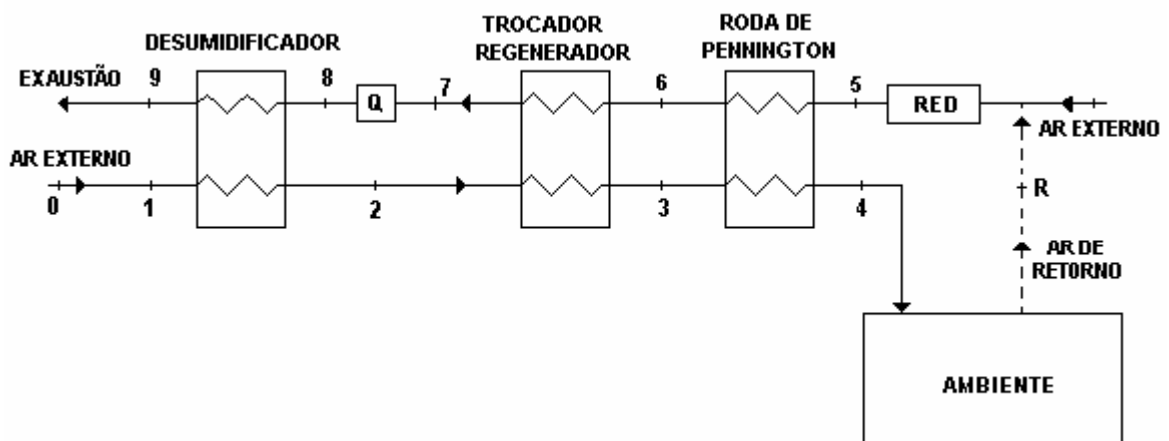 DESUMIDIFICADOR
TROCADOR
REGENERADOR
RODA DE
PENNINGTON
EXAUSTÃO
9
8
Q
7
6
5
RED
AR EXTERNO
AR EXTERNO
0
1
2
3
4
R
AR DE
RETORNO
AMBIENTE